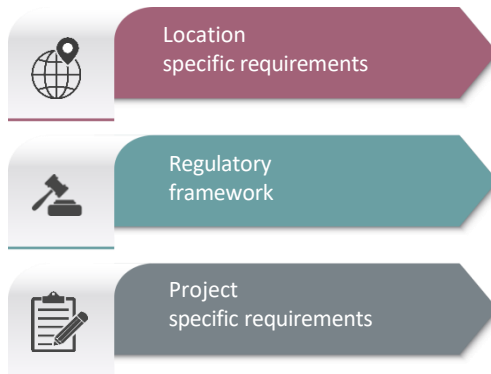 Location
specific requirements
Regulatory
framework
Project
specific requirements